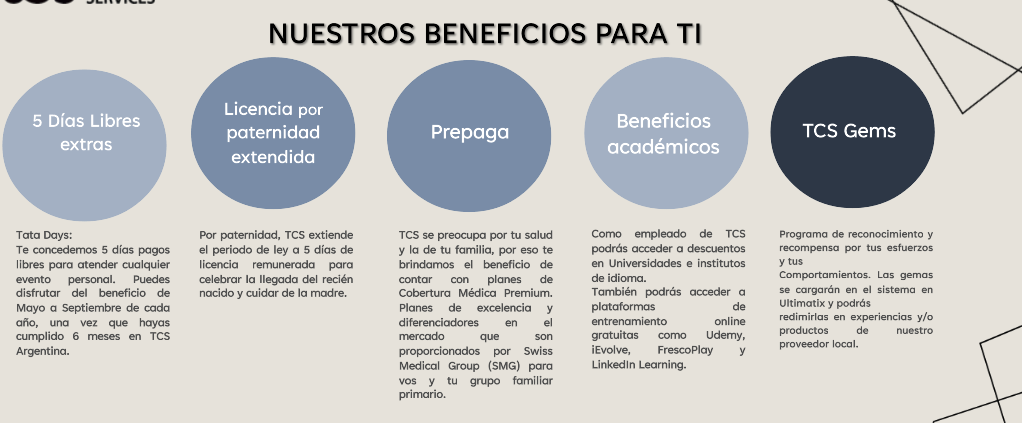 SERVICES
NUESTROS BENEFICIOS PARA TI
5 Días Libres
extras
Tata Days:
Te concedemos 5 días pagos
libres para atender cualquier
evento personal. Puedes
disfrutar del beneficio de
Mayo a Septiembre de cada
año, una vez que hayas
cumplido 6 meses en TCS
Argentina.
Licencia por
paternidad
extendida
Por paternidad, TCS extiende
el periodo de ley a 5 días de
licencia remunerada para
celebrar la llegada del recién
nacido y cuidar de la madre.
Prepaga
TCS se preocupa por tu salud
y la de tu familia, por eso te
brindamos el beneficio de
contar con planes de
Cobertura Médica Premium.
Planes de excelencia y
diferenciadores en el
mercado que son
proporcionados por Swiss
Medical Group (SMG) para
vos y tu grupo familiar
primario.
Beneficios
académicos
Como empleado de TCS
podrás acceder a descuentos
en Universidades e institutos
de idioma.
También podrás acceder a
plataformas de
entrenamiento online
gratuitas como Udemy,
iEvolve, FrescoPlay y
LinkedIn Learning.
TCS Gems
Programa de reconocimiento y
recompensa por tus esfuerzos
y tus
Comportamientos. Las gemas
se cargarán en el sistema en
Ultimatix y podrás
redimirlas en experiencias y/o
productos de nuestro
proveedor local.